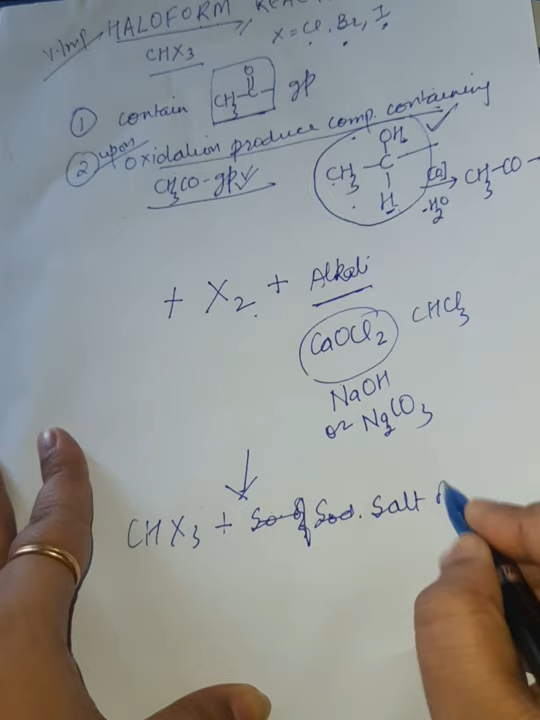 V.Imp HALOFORM REAC
CHX3 X = Cl, Br, I
① contain CH3-C- gp
O
② upon oxidation produce comp. containing
CH3CO-gp ✓
OH
CH3-C-
H
[O]
-H2O
CH3-CO-
+ X2 + Alkali
CaOCl2 CHCl3
NaOH
or Na2CO3
↓
CHX3 + Sod. Salt